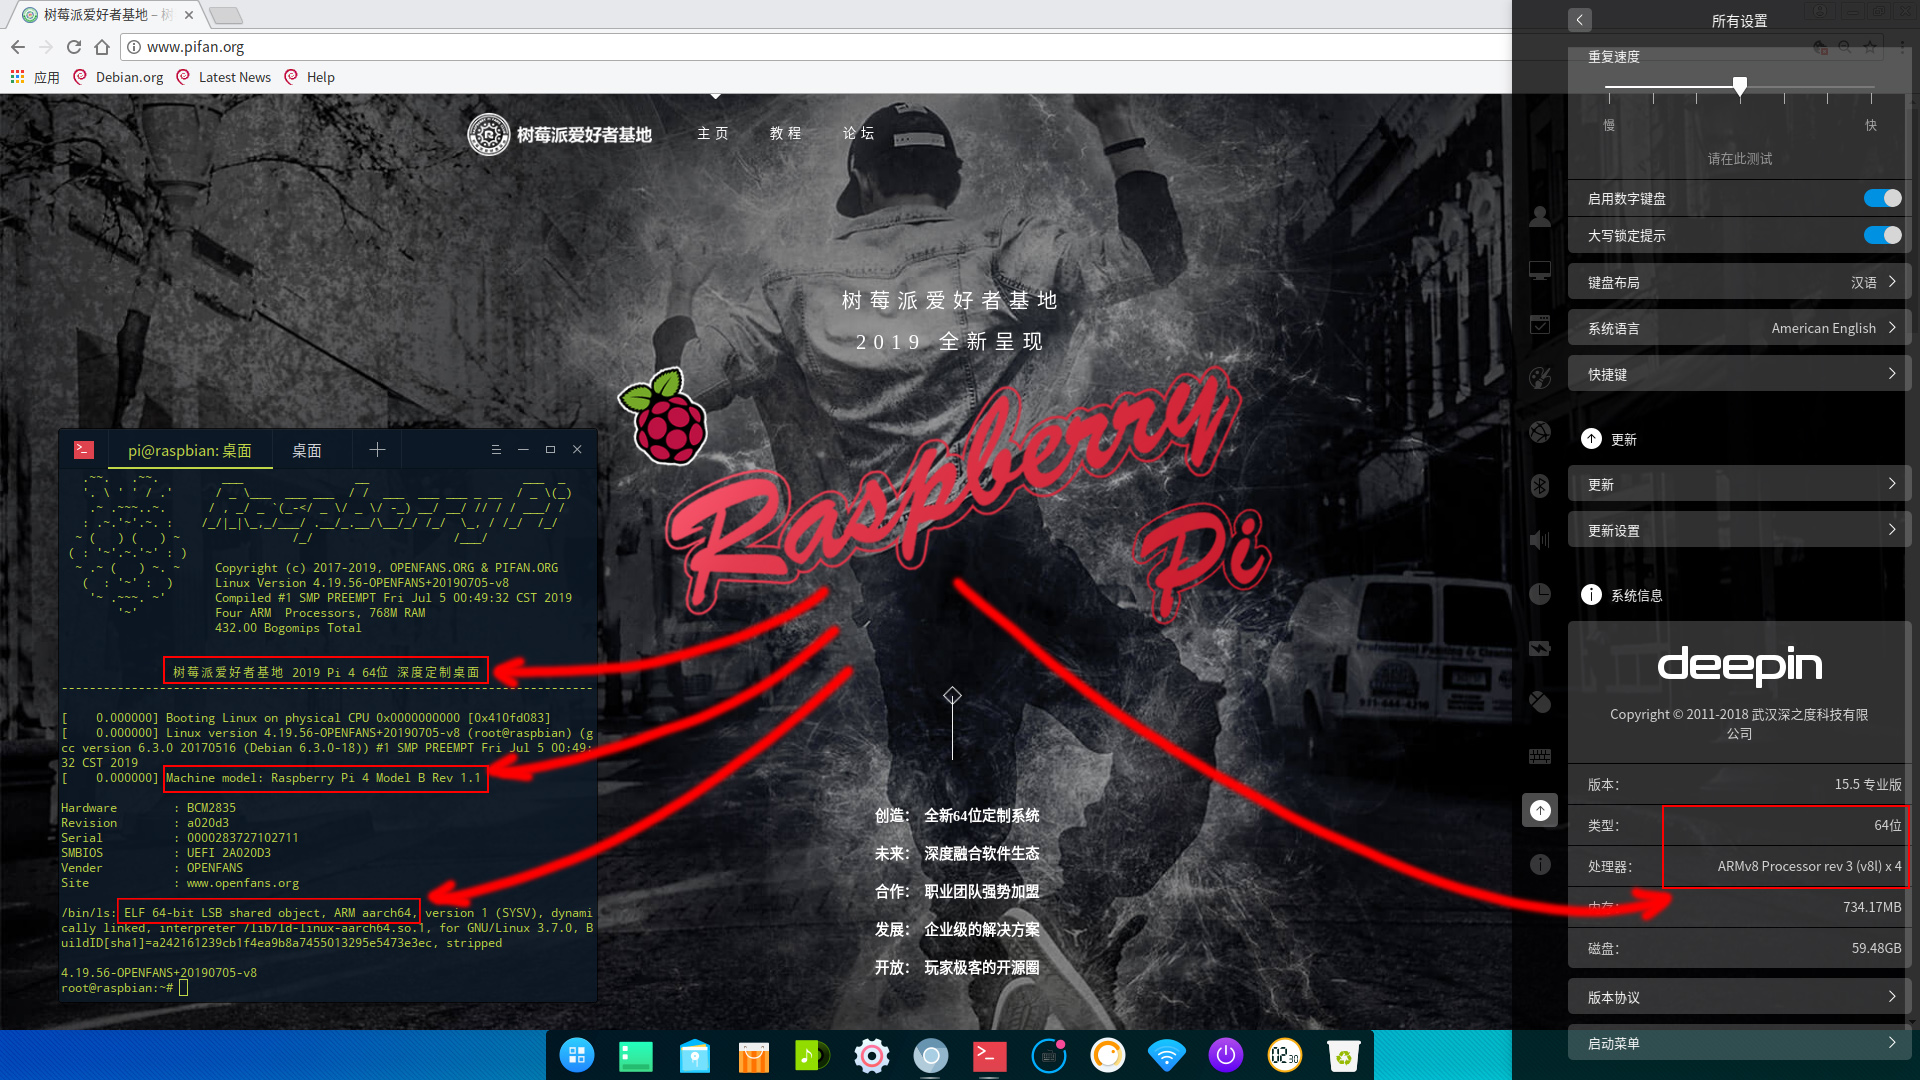 树莓派爱好者基地 – 树
www.pifan.org
应用
Debian.org
Latest News
Help
树莓派爱好者基地
主页
教程
论坛
树莓派爱好者基地
2019 全新呈现
Raspberry
Pi
创造： 全新64位定制系统
未来： 深度融合软件生态
合作： 职业团队强势加盟
发展： 企业级的解决方案
开放： 玩家极客的开源圈
pi@raspbian: 桌面
桌面
Copyright (c) 2017-2019, OPENFANS.ORG & PIFAN.ORG
Linux Version 4.19.56-OPENFANS+20190705-v8
Compiled #1 SMP PREEMPT Fri Jul 5 00:49:32 CST 2019
Four ARM  Processors, 768M RAM
432.00 Bogomips Total
树莓派爱好者基地 2019 Pi 4 64位 深度定制桌面
[    0.000000] Booting Linux on physical CPU 0x0000000000 [0x410fd083]
[    0.000000] Linux version 4.19.56-OPENFANS+20190705-v8 (root@raspbian) (g
cc version 6.3.0 20170516 (Debian 6.3.0-18)) #1 SMP PREEMPT Fri Jul 5 00:49:
32 CST 2019
[    0.000000] Machine model: Raspberry Pi 4 Model B Rev 1.1
Hardware        : BCM2835
Revision        : a020d3
Serial          : 0000283727102711
SMBIOS          : UEFI 2A020D3
Vender          : OPENFANS
Site            : www.openfans.org
/bin/ls: ELF 64-bit LSB shared object, ARM aarch64, version 1 (SYSV), dynami
cally linked, interpreter /lib/ld-linux-aarch64.so.1, for GNU/Linux 3.7.0, B
uildID[sha1]=a242161239cb1f4ea9b8a7455013295e5473e3ec, stripped
4.19.56-OPENFANS+20190705-v8
root@raspbian:~#
所有设置
重复速度
慢 快
请在此测试
启用数字键盘
大写锁定提示
键盘布局 汉语
系统语言 American English
快捷键
更新
更新
更新设置
系统信息
deepin
Copyright © 2011-2018 武汉深之度科技有限
公司
版本: 15.5 专业版
类型: 64位
处理器: ARMv8 Processor rev 3 (v8l) x 4
内存: 734.17MB
磁盘: 59.48GB
版本协议
启动菜单
02 30